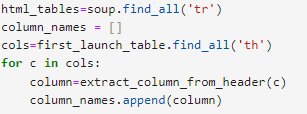 html_tables=soup.find_all('tr')
column_names = []
cols=first_launch_table.find_all('th')
for c in cols:
    column=extract_column_from_header(c)
    column_names.append(column)